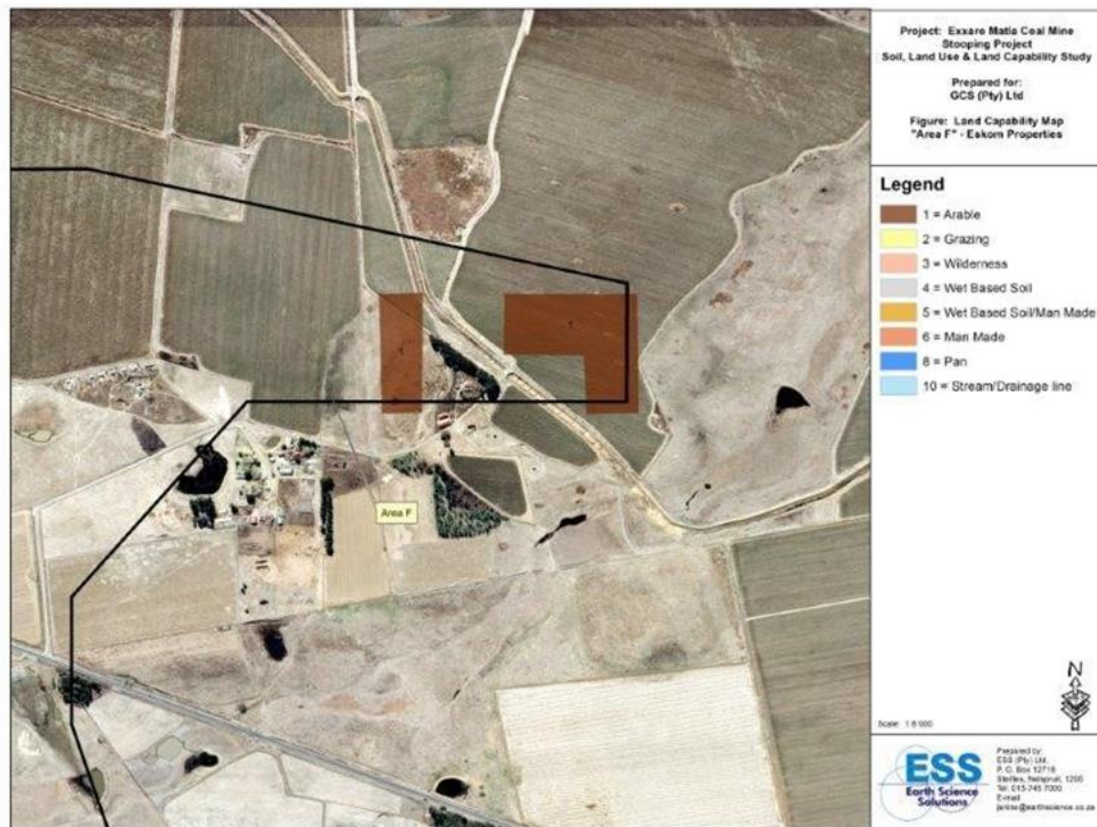 Project: Exxaro Matla Coal Mine
Stooping Project
Soil, Land Use & Land Capability Study
Prepared for:
GCS (Pty) Ltd
Figure: Land Capability Map
"Area F" - Eskom Properties
Legend
1 = Arable
2 = Grazing
3 = Wilderness
4 = Wet Based Soil
5 = Wet Based Soil/Man Made
6 = Man Made
8 = Pan
10 = Stream/Drainage line
Area F
N
Scale: 1:8 000
ESS
Earth Science
Solutions
Prepared by:
ESS (Pty) Ltd.
P. O. Box 12718
Nelspruit, 1200
Tel: 013-745 7000
E-mail